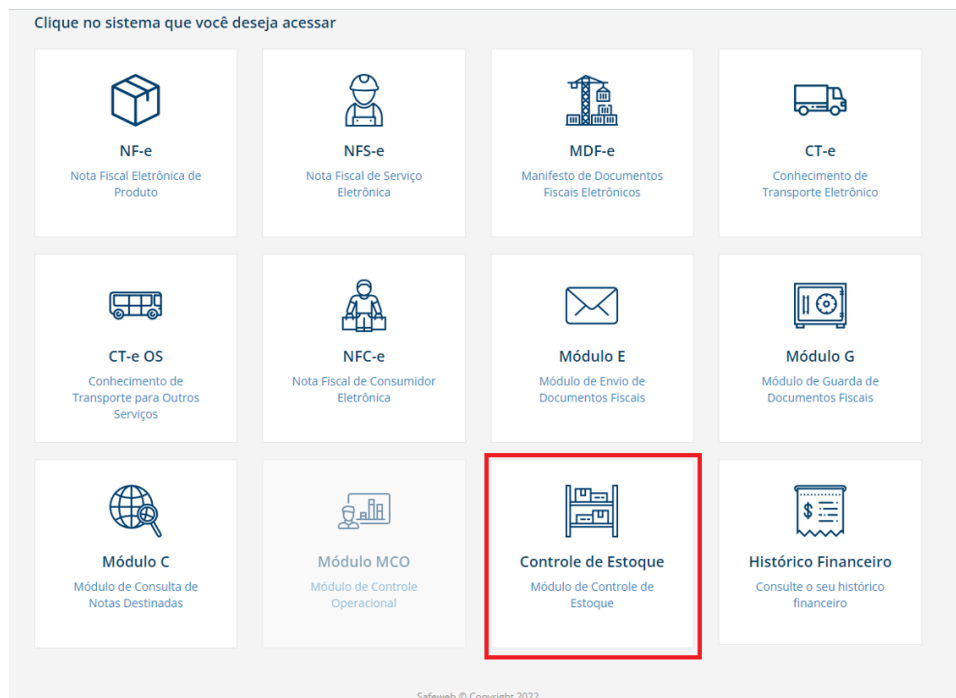 Clique no sistema que você deseja acessar
NF-e
Nota Fiscal Eletrônica de
Produto
NFS-e
Nota Fiscal de Serviço
Eletrônica
MDF-e
Manifesto de Documentos
Fiscais Eletrônicos
CT-e
Conhecimento de
Transporte Eletrônico
CT-e OS
Conhecimento de
Transporte para Outros
Serviços
NFC-e
Nota Fiscal de Consumidor
Eletrônica
Módulo E
Módulo de Envio de
Documentos Fiscais
Módulo G
Módulo de Guarda de
Documentos Fiscais
Módulo C
Módulo de Consulta de
Notas Destinadas
Módulo MCO
Módulo de Controle
Operacional
Controle de Estoque
Módulo de Controle de
Estoque
Histórico Financeiro
Consulte o seu histórico
financeiro
Safeweb © Copyright 2022